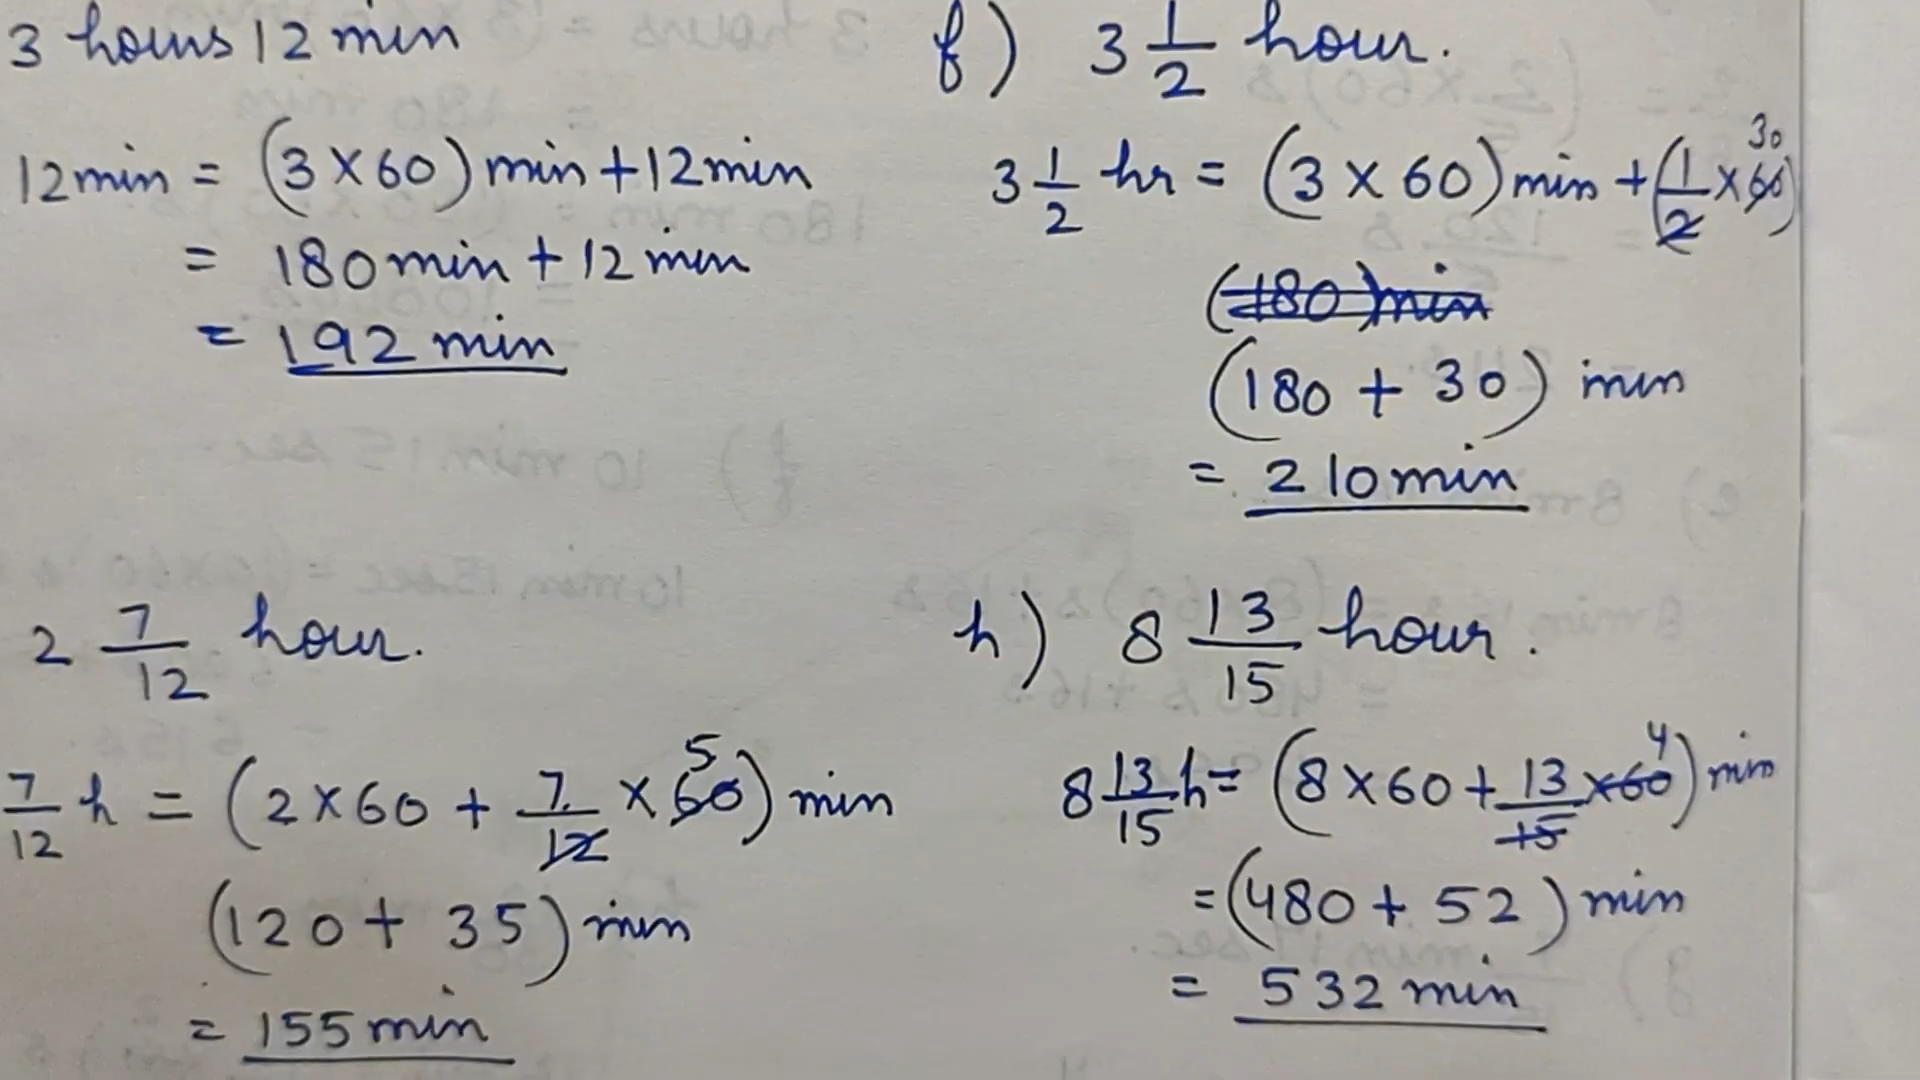 3 hours 12 min
12 min = (3 × 60) min + 12 min
= 180 min + 12 min
= 192 min
f) 3 1/2 hour.
3 1/2 hr = (3 × 60) min + (1/2 × 60) 30
(180) min
(180 + 30) min
= 210 min
2 7/12 hour.
7/12 h = (2 × 60 + 7/12 × 60) min 5
(120 + 35) min
= 155 min
h) 8 13/15 hour.
8 13/15 h = (8 × 60 + 13/15 × 60) min 4
= (480 + 52) min
= 532 min